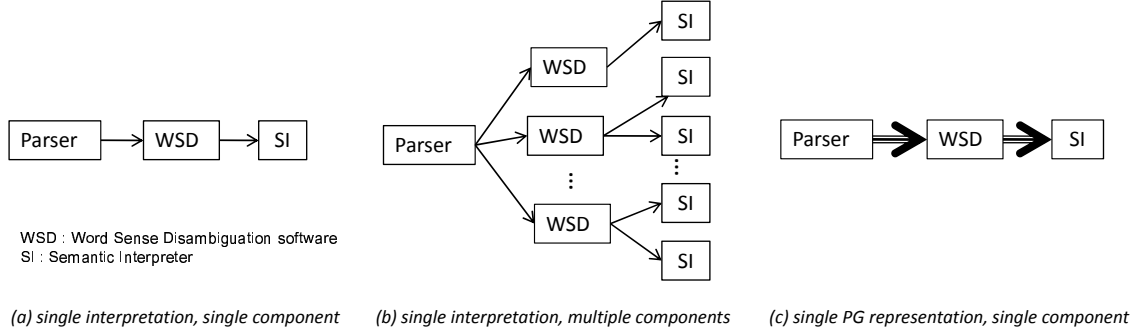 Parser
WSD
SI
WSD : Word Sense Disambiguation software
SI : Semantic Interpreter
(a) single interpretation, single component
Parser
WSD
WSD
...
WSD
SI
SI
SI
...
SI
SI
(b) single interpretation, multiple components
Parser
WSD
SI
(c) single PG representation, single component